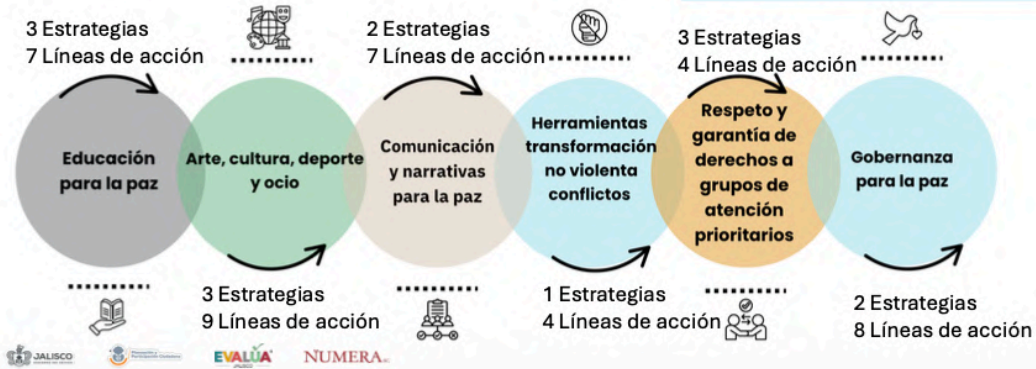 3 Estrategias
7 Líneas de acción
2 Estrategias
7 Líneas de acción
3 Estrategias
4 Líneas de acción
Educación
para la paz
Arte, cultura, deporte
y ocio
Comunicación
y narrativas
para la paz
Herramientas
transformación
no violenta
conflictos
Respeto y
garantía de
derechos a
grupos de
atención
prioritarios
Gobernanza
para la paz
3 Estrategias
9 Líneas de acción
1 Estrategias
4 Líneas de acción
2 Estrategias
8 Líneas de acción
JALISCO
Participación Ciudadana
EVALÚA
NUMERA